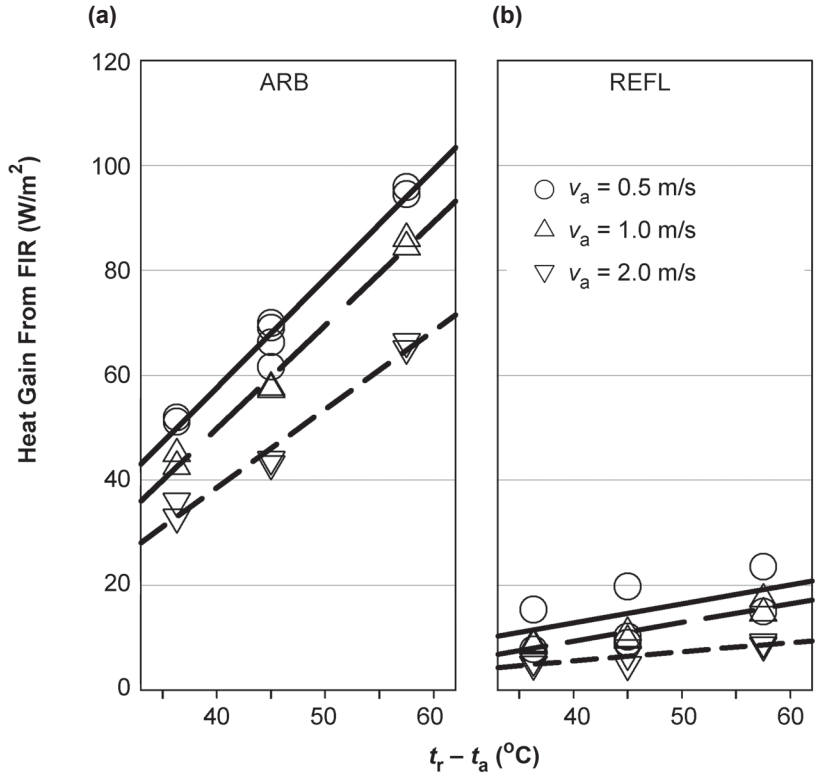 (a)
(b)
ARB
REFL
120
100
80
60
40
20
0
Heat Gain From FIR (W/m²)
vₐ = 0.5 m/s
vₐ = 1.0 m/s
vₐ = 2.0 m/s
40 50 60
40 50 60
tᵣ – tₐ (°C)